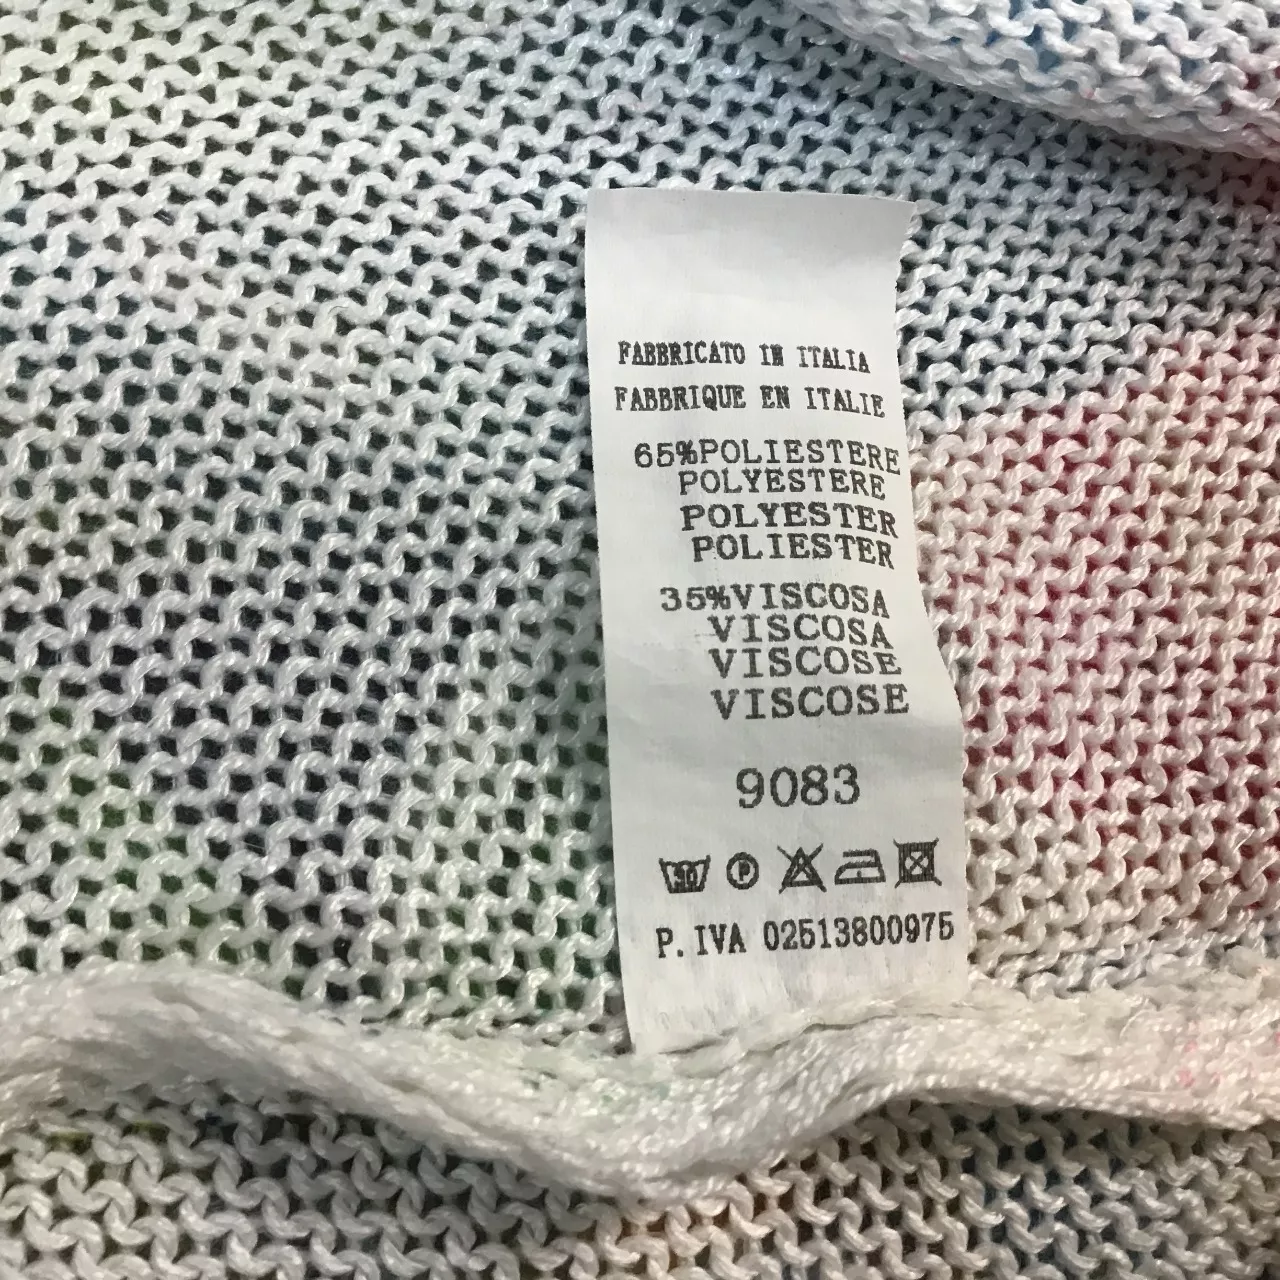 FABBRICATO IN ITALIA
FABBRIQUE EN ITALIE
65%POLIESTERE
POLYESTERE
POLYESTER
POLIESTER
35%VISCOSA
VISCOSA
VISCOSE
VISCOSE
9083
30 P
P. IVA 02513800975